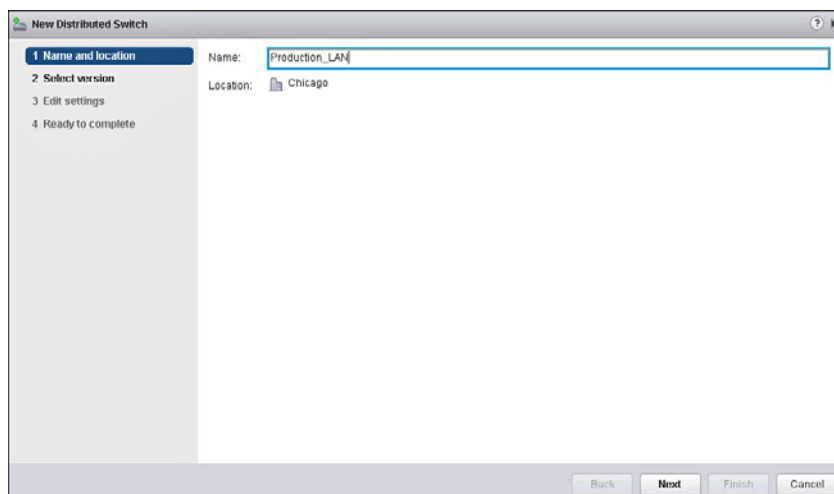 New Distributed Switch ?
1 Name and location
2 Select version
3 Edit settings
4 Ready to complete
Name: Production_LAN
Location: Chicago
Back Next Finish Cancel